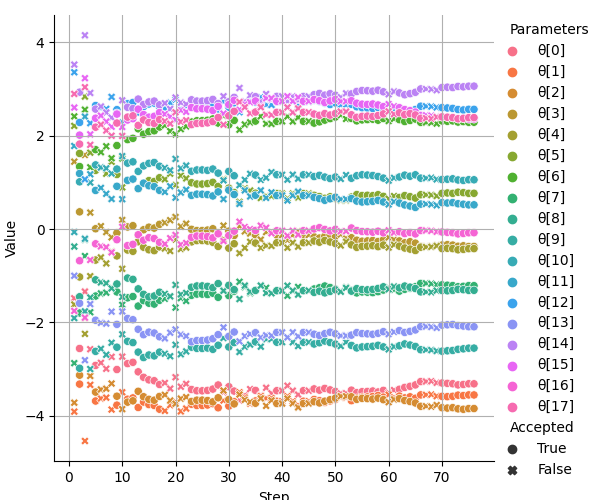 Parameters
θ[0]
θ[1]
θ[2]
θ[3]
θ[4]
θ[5]
θ[6]
θ[7]
θ[8]
θ[9]
θ[10]
θ[11]
θ[12]
θ[13]
θ[14]
θ[15]
θ[16]
θ[17]
Accepted
True
False
Value
4
2
0
−2
−4
0 10 20 30 40 50 60 70
Step